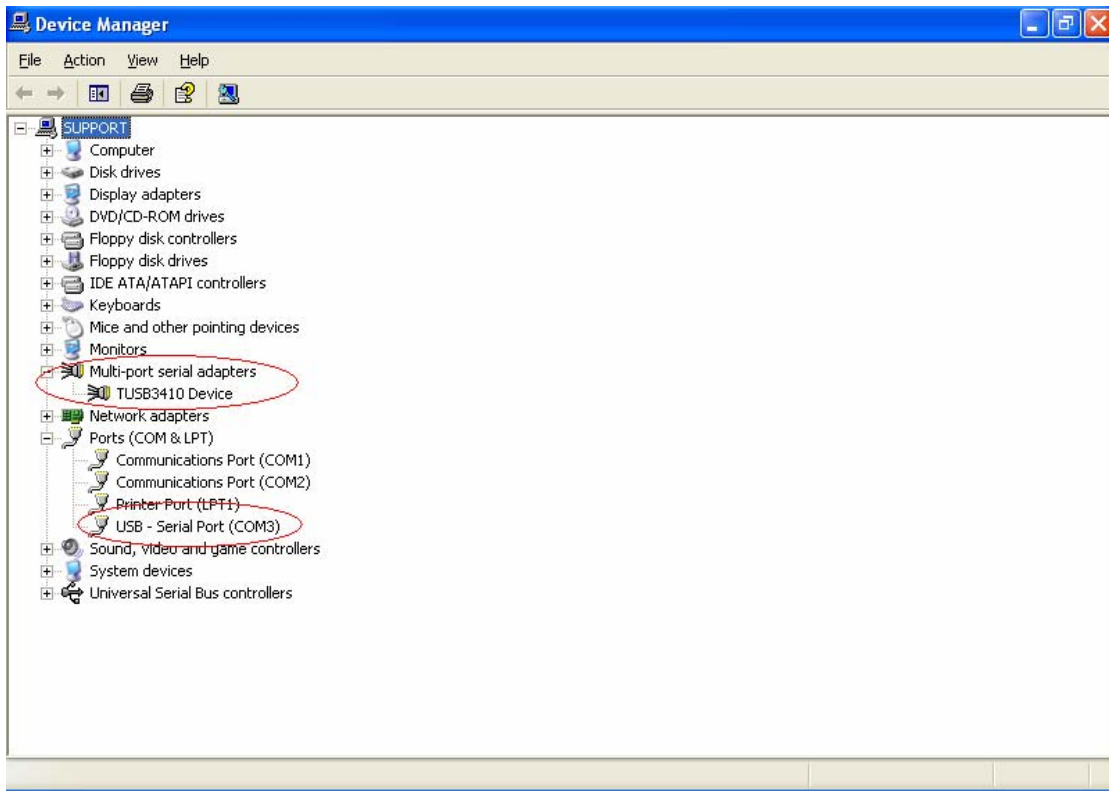 Device Manager
File Action View Help
SUPPORT
Computer
Disk drives
Display adapters
DVD/CD-ROM drives
Floppy disk controllers
Floppy disk drives
IDE ATA/ATAPI controllers
Keyboards
Mice and other pointing devices
Monitors
Multi-port serial adapters
TUSB3410 Device
Network adapters
Ports (COM & LPT)
Communications Port (COM1)
Communications Port (COM2)
Printer Port (LPT1)
USB - Serial Port (COM3)
Sound, video and game controllers
System devices
Universal Serial Bus controllers